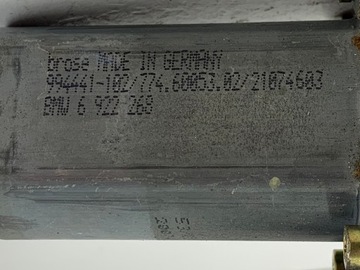 brose MADE IN GERMANY
994441-102/774.60053.02/21074603
BMW 6 922 268